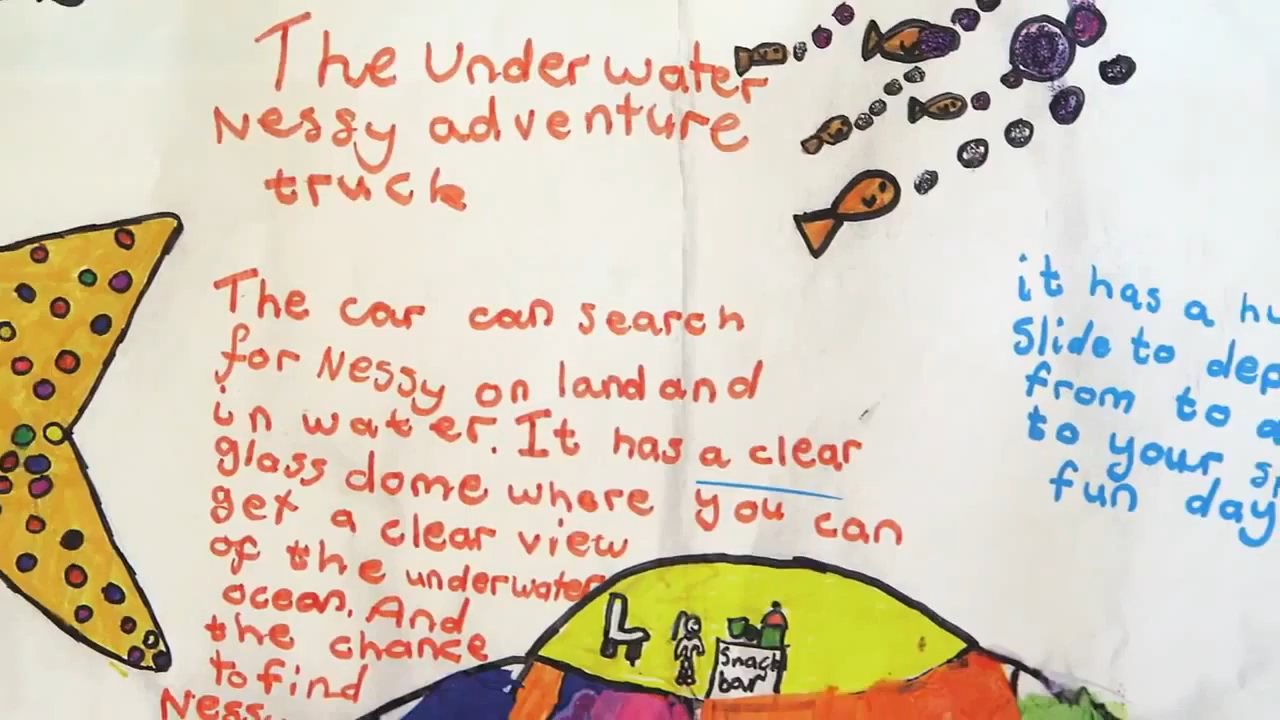 The Underwater
Nessy adventure
truck
The car can search
for Nessy on land and
in water. It has a clear
glass dome where you can
get a clear view
of the underwater
ocean. And
the chance
to find
Ness
it has a hu
Slide to dep
from to a
to your sp
fun day
Snack
bar